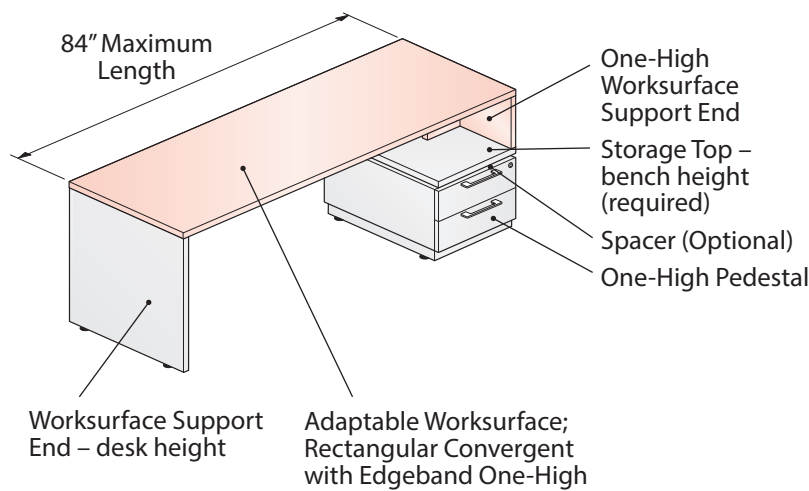 84” Maximum
Length
One-High
Worksurface
Support End
Storage Top –
bench height
(required)
Spacer (Optional)
One-High Pedestal
Worksurface Support
End – desk height
Adaptable Worksurface;
Rectangular Convergent
with Edgeband One-High